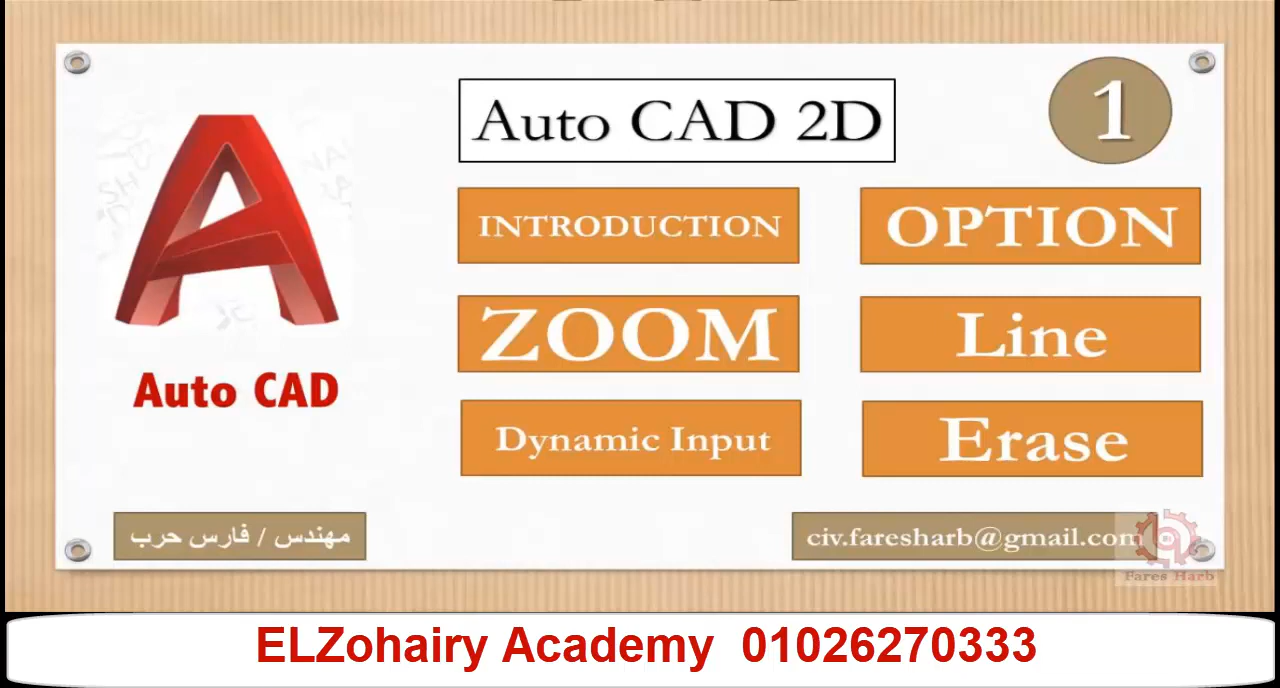 Auto CAD 2D
1
INTRODUCTION
OPTION
ZOOM
Line
Auto CAD
Dynamic Input
Erase
مهندس / فارس حرب
civ.faresharb@gmail.com
Fares Harb
ELZohairy Academy 01026270333